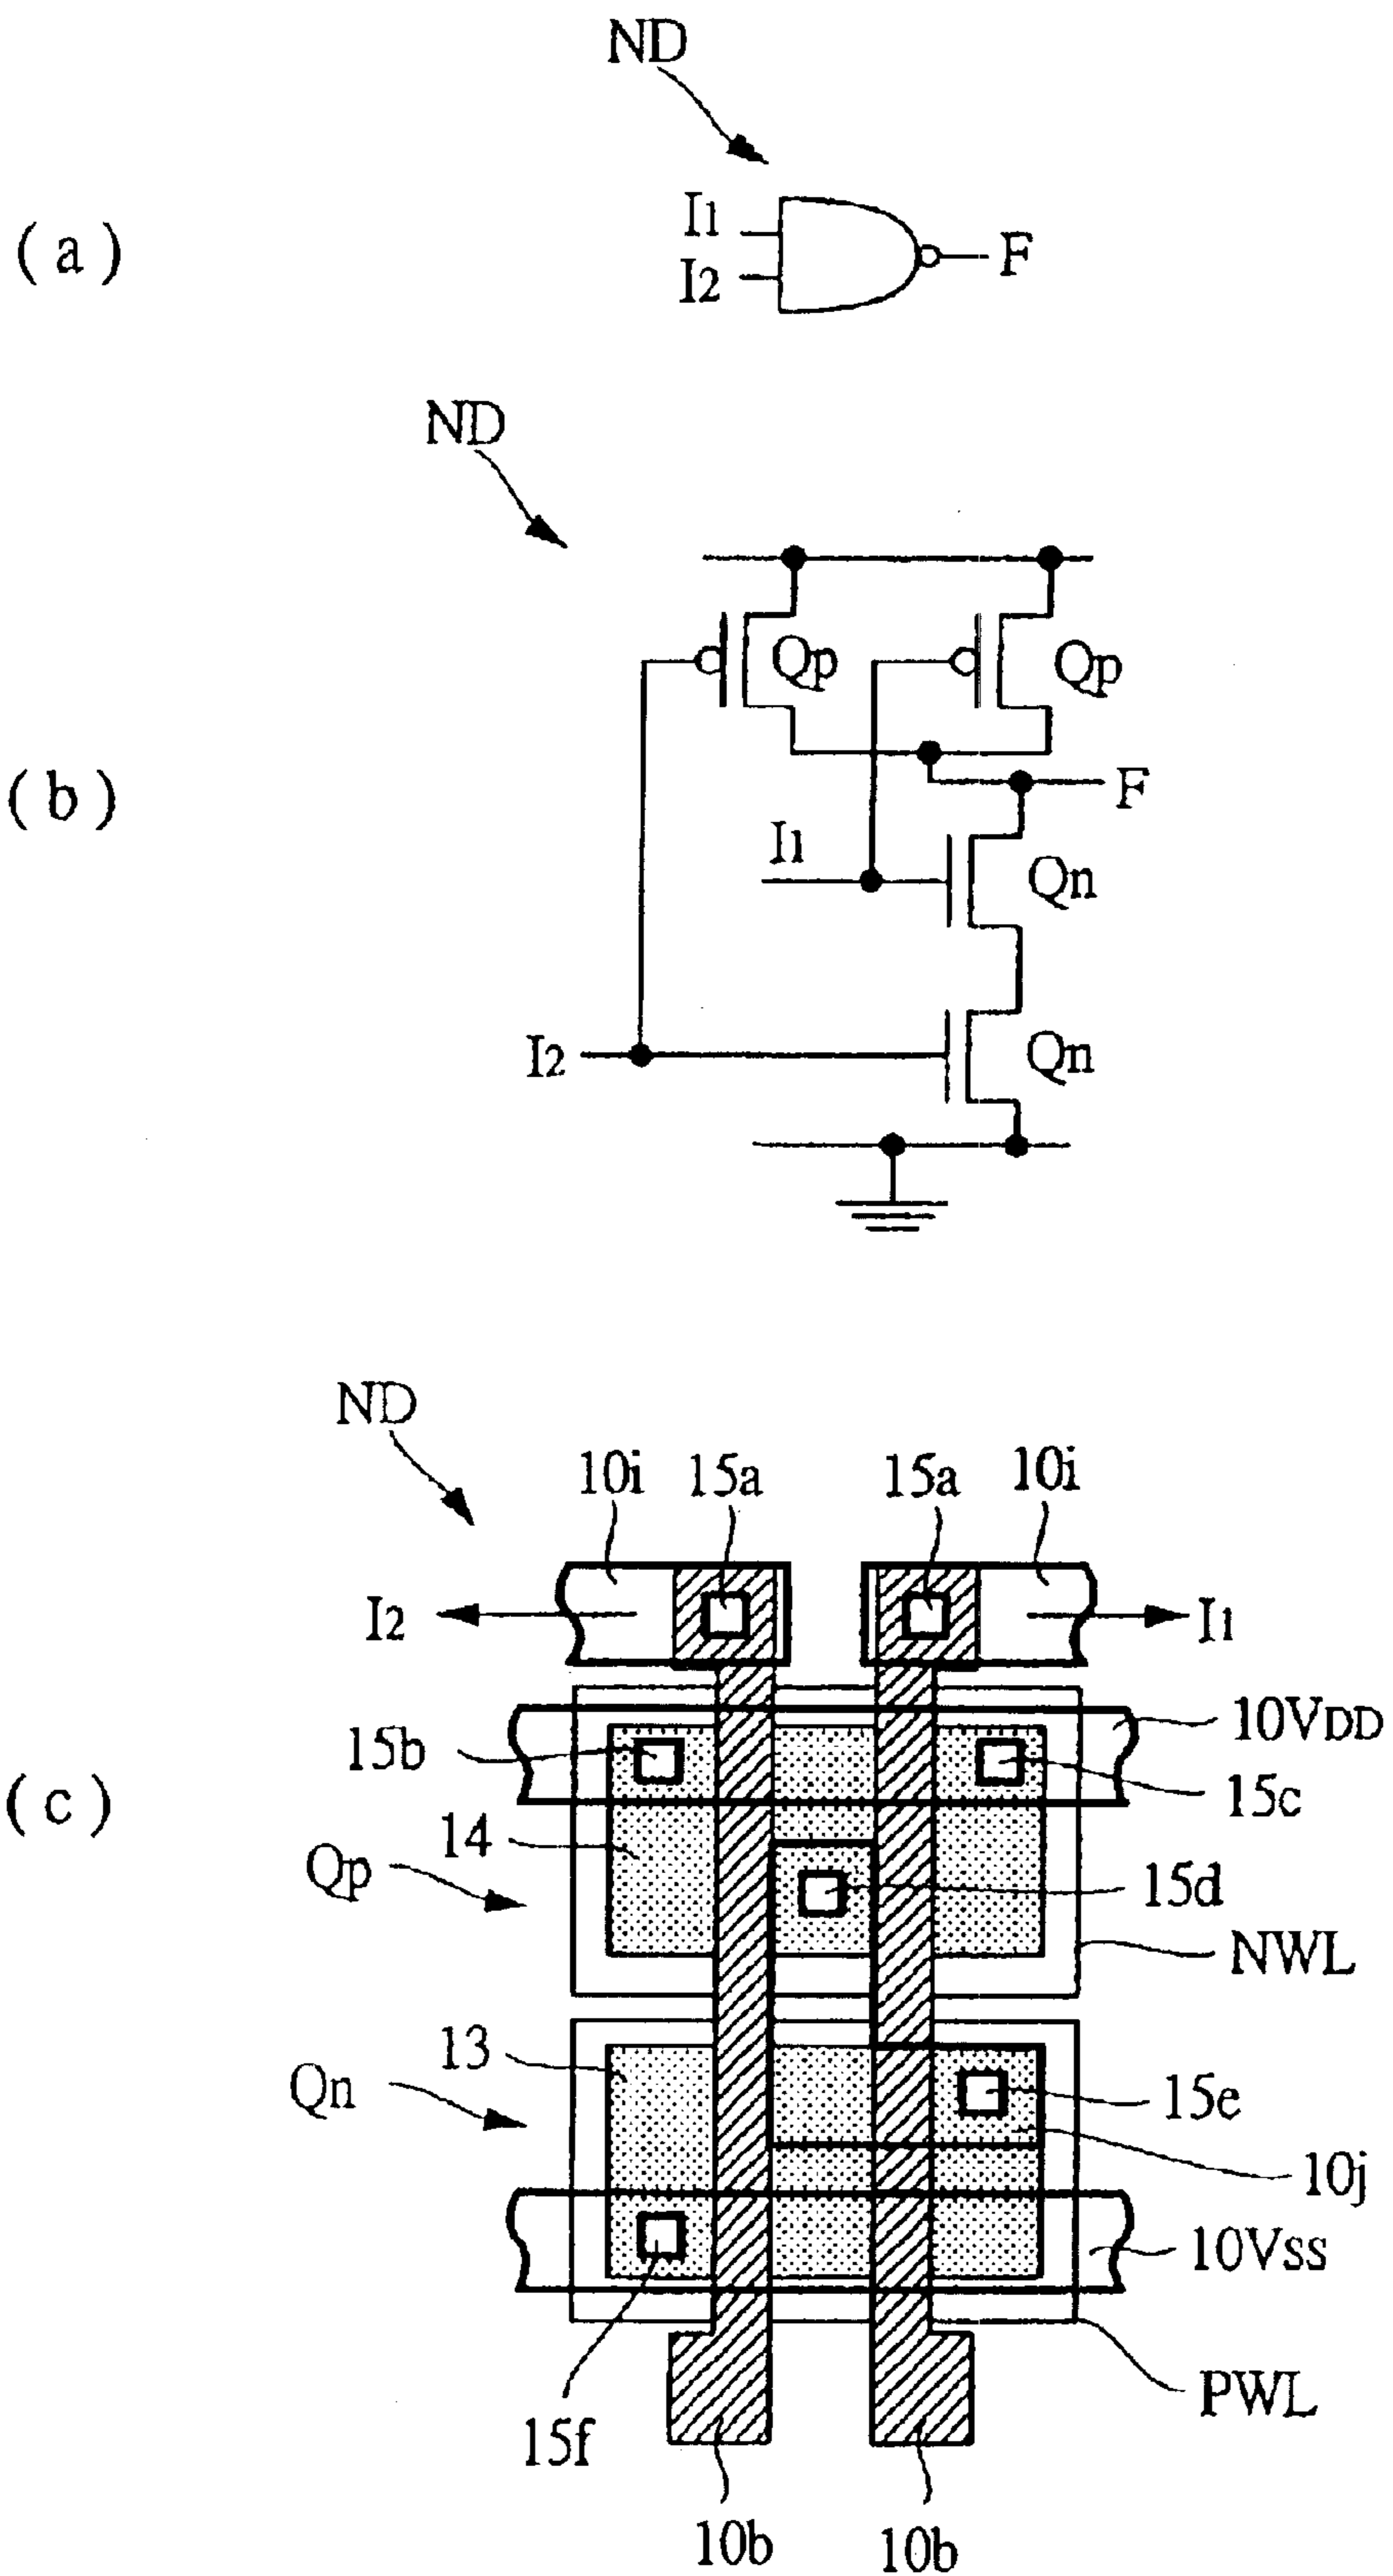 ND
(a)
I1
I2
F
ND
(b)
Qp
Qp
F
I1
Qn
I2
Qn
ND
(c)
10i
15a
15a
10i
I2
I1
15b
10VDD
15c
14
Qp
15d
NWL
13
Qn
15e
10j
10VSS
15f
PWL
10b
10b